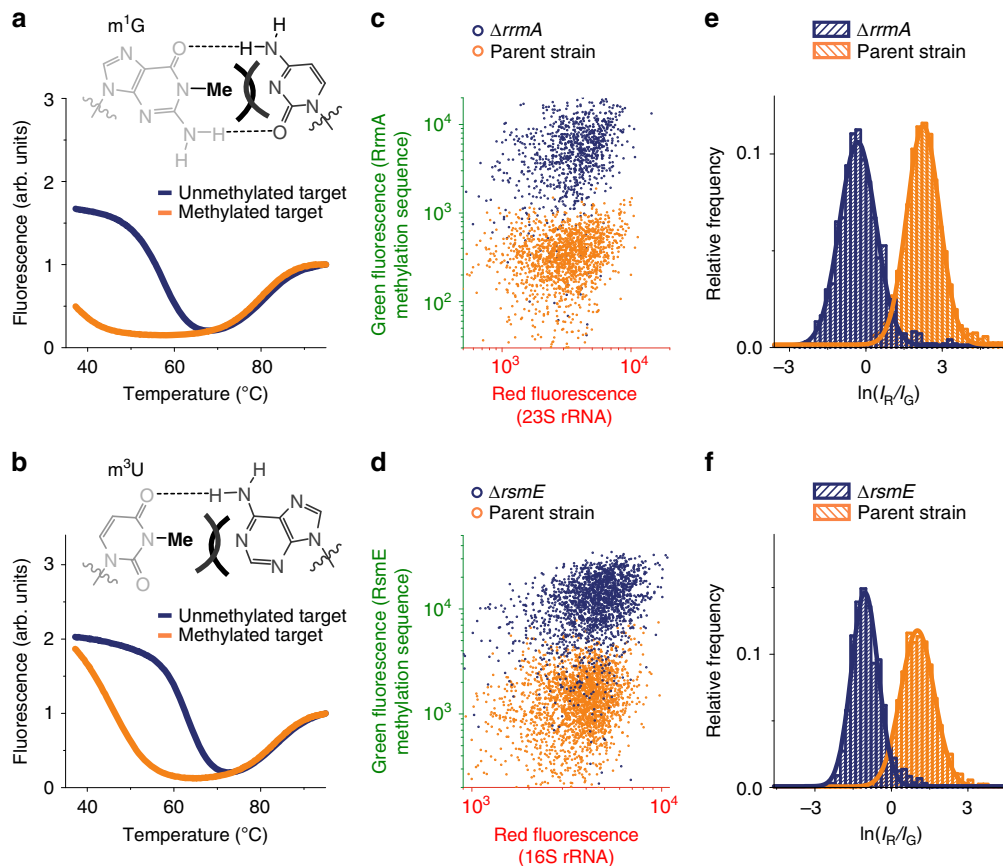 a
m¹G
H
O
H
N
N
N
Me
N
N
N
N
N
N
H
O
H
Fluorescence (arb. units)
3
2
1
0
Unmethylated target
Methylated target
40
60
80
Temperature (°C)
c
ΔrrmA
Parent strain
Green fluorescence (RrmA
methylation sequence)
10⁴
10³
10²
10³
10⁴
Red fluorescence
(23S rRNA)
e
ΔrrmA
Parent strain
Relative frequency
0.1
0.0
−3
0
3
ln(I_R/I_G)
b
m³U
H
O
H
N
N
N
Me
N
N
N
N
O
Fluorescence (arb. units)
3
2
1
0
Unmethylated target
Methylated target
40
60
80
Temperature (°C)
d
ΔrsmE
Parent strain
Green fluorescence (RsmE
methylation sequence)
10⁴
10³
10³
10⁴
Red fluorescence
(16S rRNA)
f
ΔrsmE
Parent strain
Relative frequency
0.1
0.0
−3
0
3
ln(I_R/I_G)